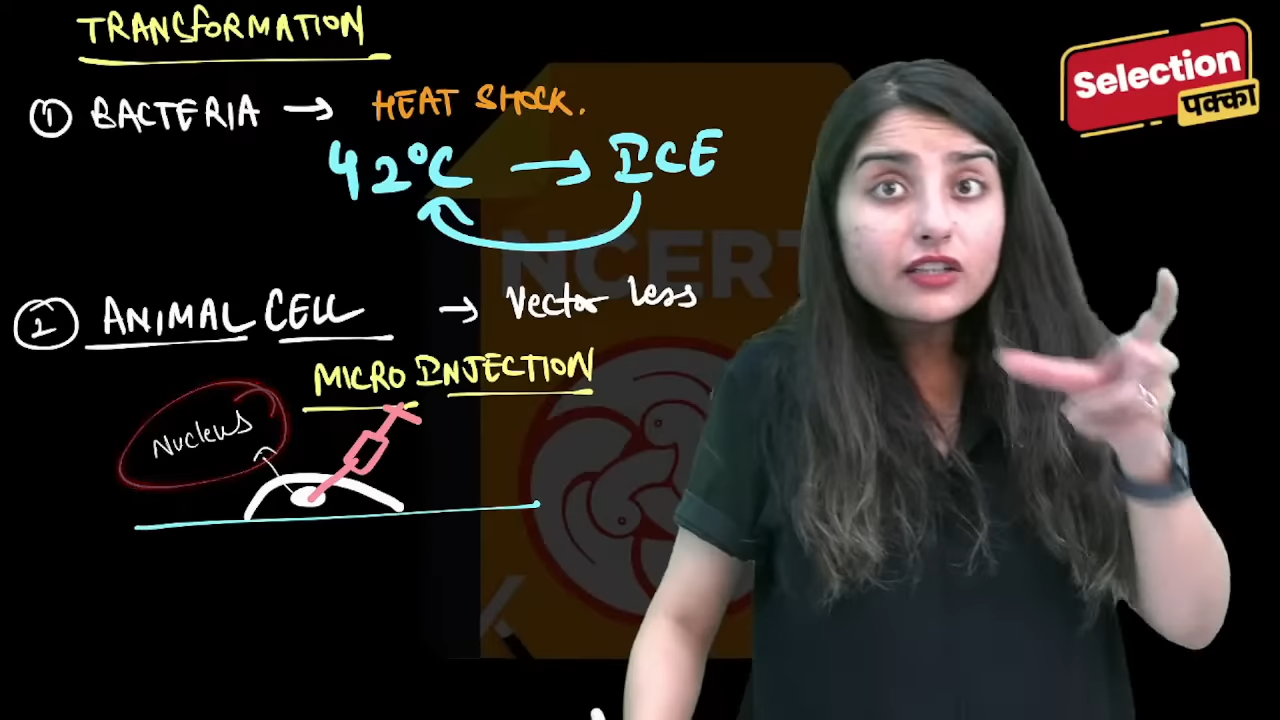 TRANSFORMATION
Selection
पक्का
① BACTERIA → HEAT SHOCK.
42°C → ICE
NCERT
② ANIMAL CELL → Vector less
MICRO INJECTION
Nucleus